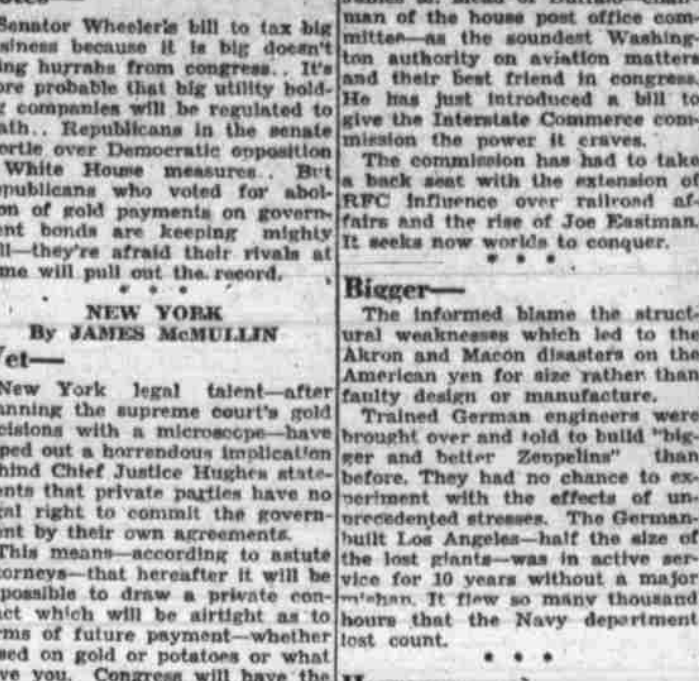 Senator Wheeler's bill to tax big
siness because it is big doesn't
ing hurrahs from congress.. It's
ore probable that big utility hold-
g companies will be regulated to
ath.. Republicans in the senate
ortle over Democratic opposition
White House measures.. But
epublicans who voted for abol-
on of gold payments on govern-
ent bonds are keeping mighty
ll—they're afraid their rivals at
me will pull out the record.
* * *
NEW YORK
By JAMES McMULLIN
et—
New York legal talent—after
anning the supreme court's gold
cisions with a microscope—have
ped out a horrendous implication
hind Chief Justice Hughes state-
ents that private parties have no
gal right to commit the govern-
ent by their own agreements.
This means—according to astute
torneys—that hereafter it will be
possible to draw a private con-
act which will be airtight as to
rms of future payment—whether
sed on gold or potatoes or what
ve you. Congress will have the
man of the house post office com-
mittee—as the soundest Washing-
ton authority on aviation matters
and their best friend in congress
He has just introduced a bill to
give the Interstate Commerce com-
mission the power it craves.
The commission has had to take
a back seat with the extension of
RFC influence over railroad af-
fairs and the rise of Joe Eastman.
It seeks now worlds to conquer.
* * *
Bigger—
The informed blame the struct-
ural weaknesses which led to the
Akron and Macon disasters on the
American yen for size rather than
faulty design or manufacture.
Trained German engineers were
brought over and told to build "big-
ger and better Zeppelins" than
before. They had no chance to ex-
periment with the effects of un-
precedented stresses. The German-
built Los Angeles—half the size of
the lost giants—was in active ser-
vice for 10 years without a major
mishap. It flew so many thousand
hours that the Navy department
lost count.
* * *